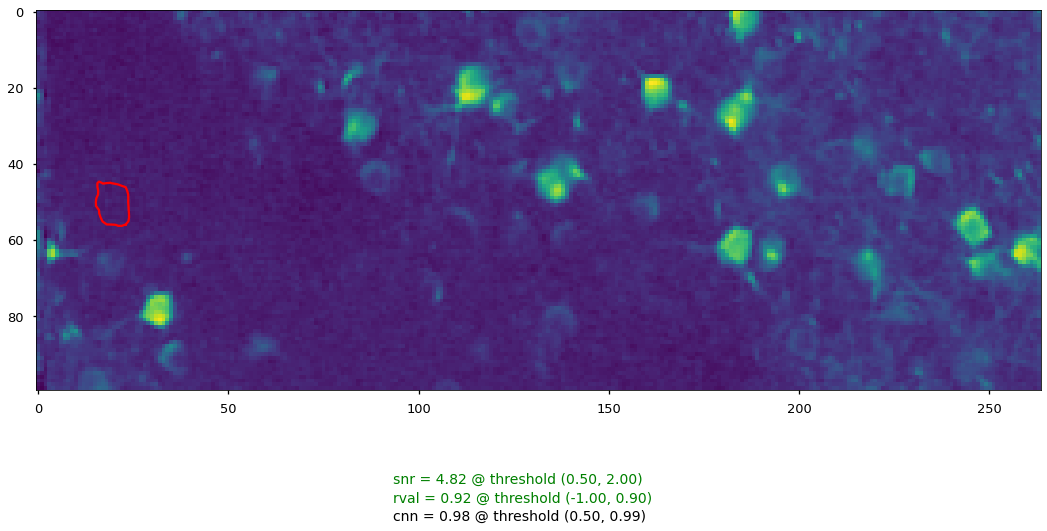 0
20
40
60
80
0 50 100 150 200 250
snr = 4.82 @ threshold (0.50, 2.00)
rval = 0.92 @ threshold (-1.00, 0.90)
cnn = 0.98 @ threshold (0.50, 0.99)